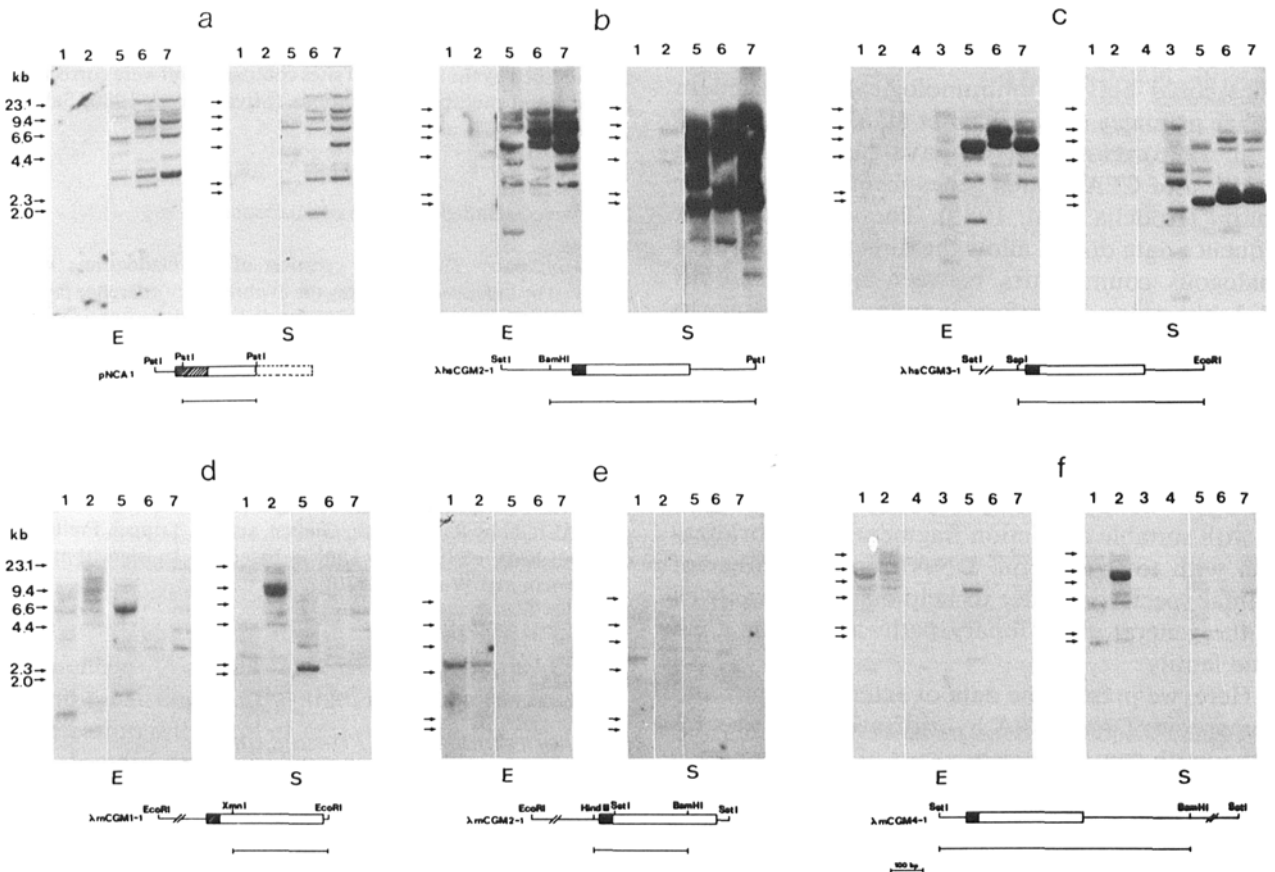 a
b
c
1 2 5 6 7
1 2 5 6 7
1 2 5 6 7
1 2 5 6 7
1 2 4 3 5 6 7
1 2 4 3 5 6 7
kb
23.1
9.4
6.6
4.4
2.3
2.0
E
S
E
S
E
S
PstI PstI PstI
pNCA1
SstI BamHI PstI
λhsCGM2-1
SstI SspI EcoRI
λhsCGM3-1
d
e
f
1 2 5 6 7
1 2 5 6 7
1 2 5 6 7
1 2 5 6 7
1 2 4 3 5 6 7
1 2 3 4 5 6 7
kb
23.1
9.4
6.6
4.4
2.3
2.0
E
S
E
S
E
S
EcoRI XmnI EcoRI
λmCGM1-1
EcoRI HindIII SstI BamHI SstI
λmCGM2-1
SstI BamHI SstI
λmCGM4-1
100 bp